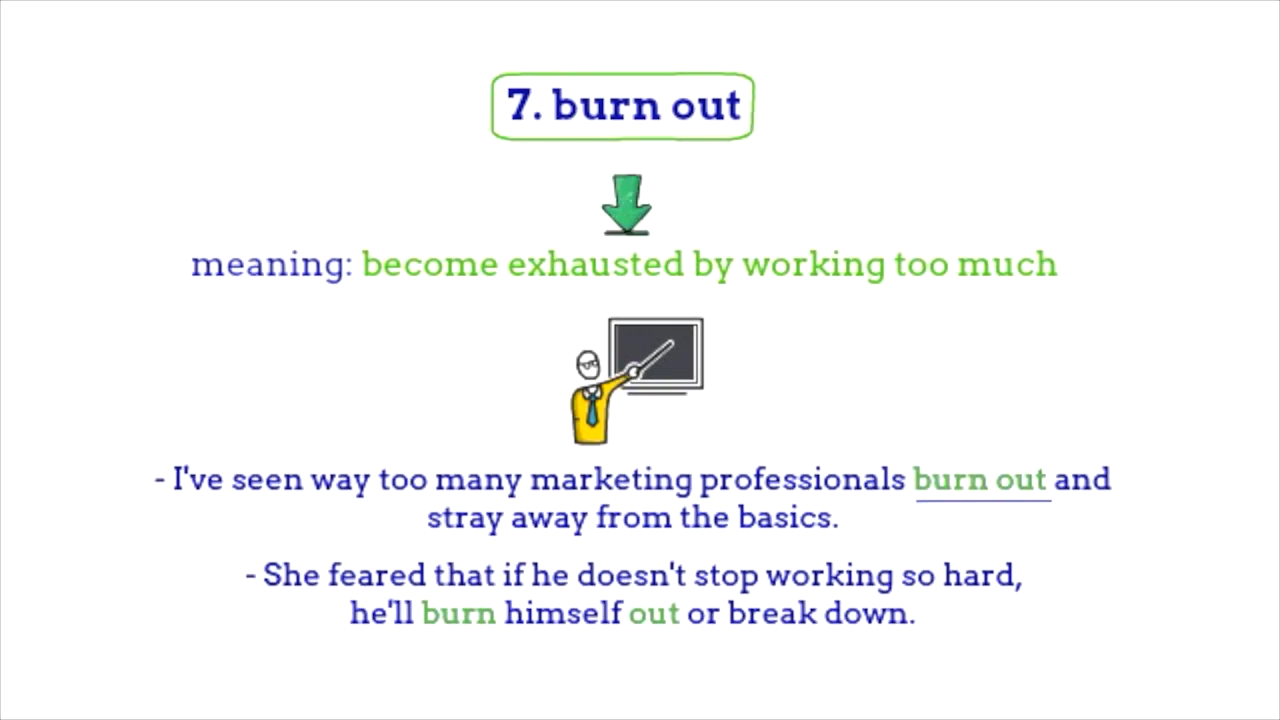 7. burn out
meaning: become exhausted by working too much
- I've seen way too many marketing professionals burn out and
stray away from the basics.
- She feared that if he doesn't stop working so hard,
he'll burn himself out or break down.